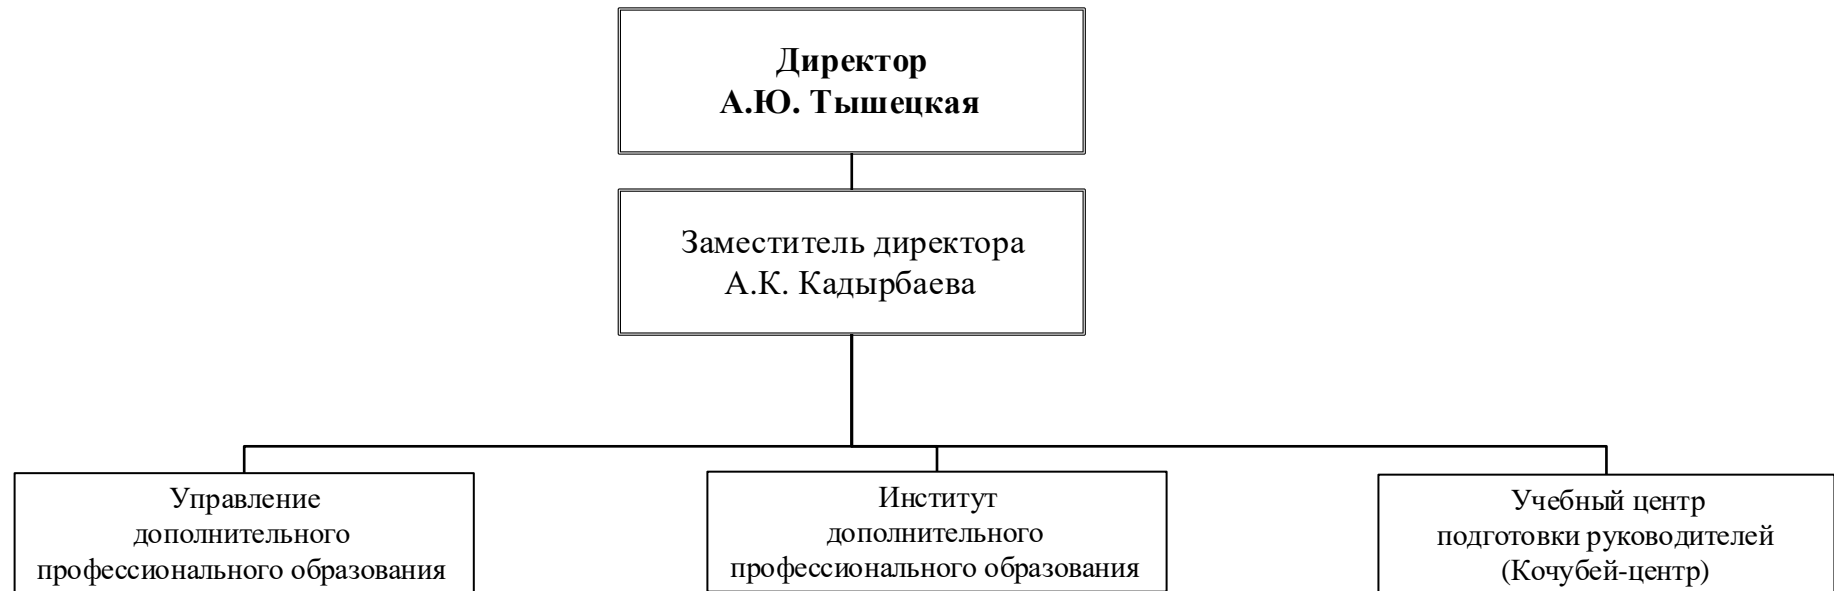 Директор
А.Ю. Тышецкая
Заместитель директора
А.К. Кадырбаева
Управление
дополнительного
профессионального образования
Институт
дополнительного
профессионального образования
Учебный центр
подготовки руководителей
(Кочубей-центр)